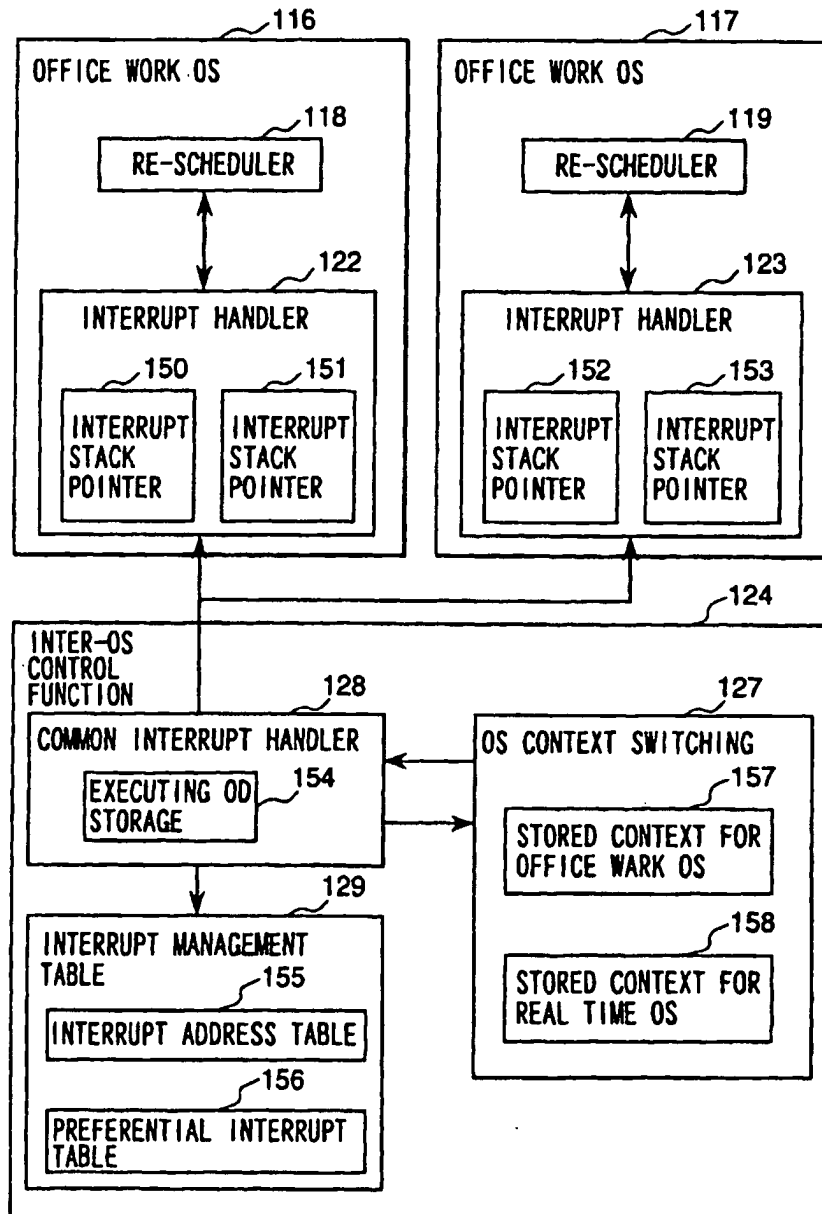 116
OFFICE WORK OS
118
RE-SCHEDULER
122
INTERRUPT HANDLER
150
INTERRUPT
STACK
POINTER
151
INTERRUPT
STACK
POINTER
117
OFFICE WORK OS
119
RE-SCHEDULER
123
INTERRUPT HANDLER
152
INTERRUPT
STACK
POINTER
153
INTERRUPT
STACK
POINTER
124
INTER-OS
CONTROL
FUNCTION
128
COMMON INTERRUPT HANDLER
EXECUTING OD
STORAGE
154
127
OS CONTEXT SWITCHING
157
STORED CONTEXT FOR
OFFICE WARK OS
158
STORED CONTEXT FOR
REAL TIME OS
129
INTERRUPT MANAGEMENT
TABLE
155
INTERRUPT ADDRESS TABLE
156
PREFERENTIAL INTERRUPT
TABLE